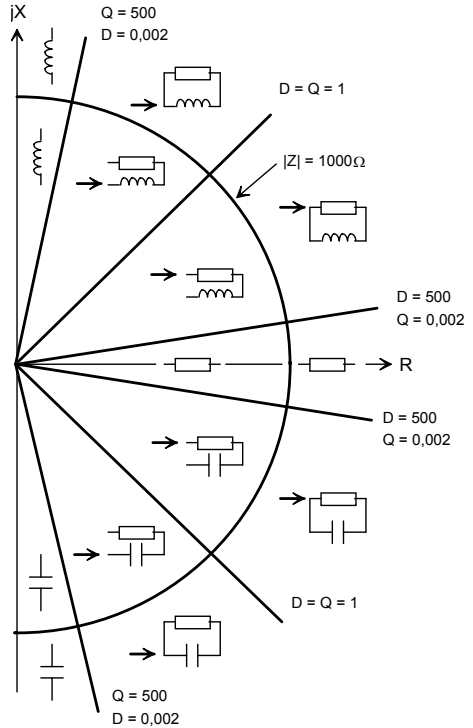 jX
Q = 500
D = 0,002
D = Q = 1
|Z| = 1000Ω
D = 500
Q = 0,002
R
D = 500
Q = 0,002
D = Q = 1
Q = 500
D = 0,002